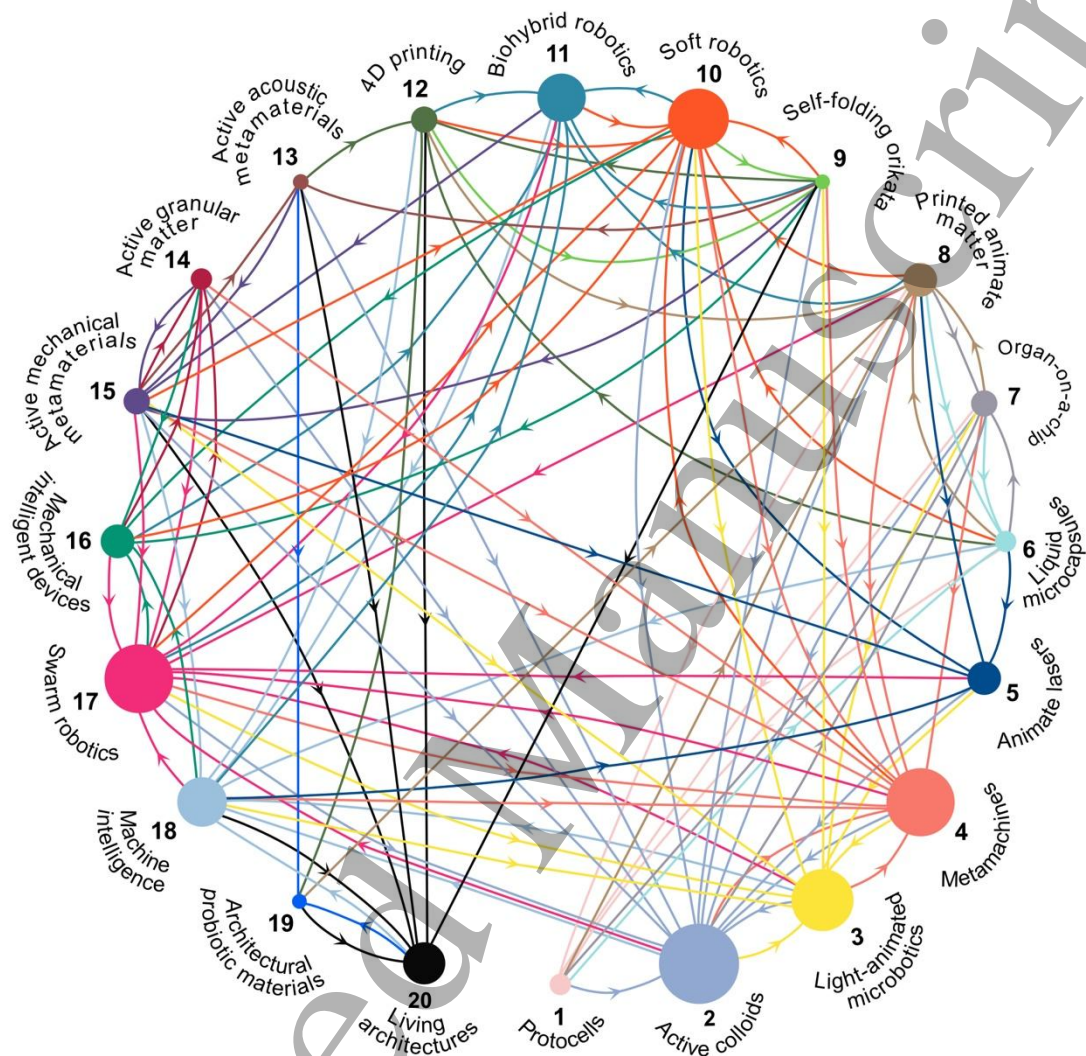 Biohybrid robotics
11
Soft robotics
10
4D printing
12
Self-folding orikata
9
Active acoustic
metamaterials
13
Printed animate
matter
8
Active granular
matter
14
Organ-on-a-chip
7
Active mechanical
metamaterials
15
Liquid
microcapsules
6
Mechanical
intelligent devices
16
Animate lasers
5
Swarm robotics
17
Metamachines
4
Machine
intelligence
18
Light-animated
microbotics
3
Architectural
probiotic materials
19
Living
architectures
20
Protocells
1
Active colloids
2
ed Manuscri